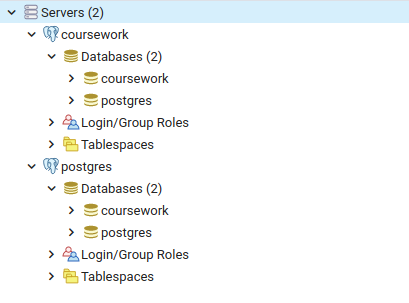 Servers (2)
coursework
Databases (2)
coursework
postgres
Login/Group Roles
Tablespaces
postgres
Databases (2)
coursework
postgres
Login/Group Roles
Tablespaces